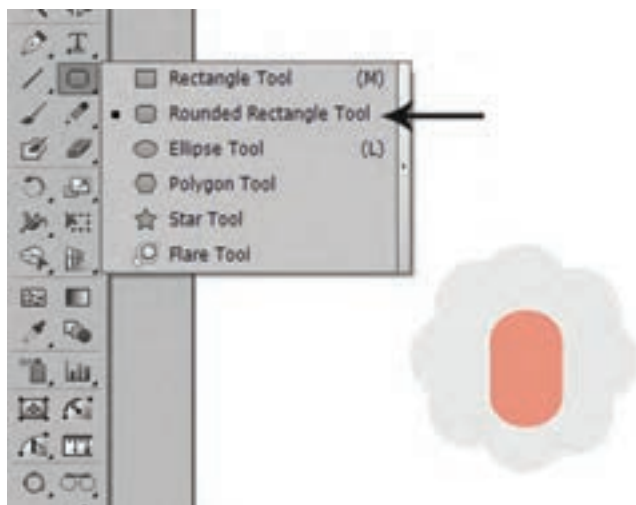 Rectangle Tool (M)
Rounded Rectangle Tool
Ellipse Tool (L)
Polygon Tool
Star Tool
Flare Tool